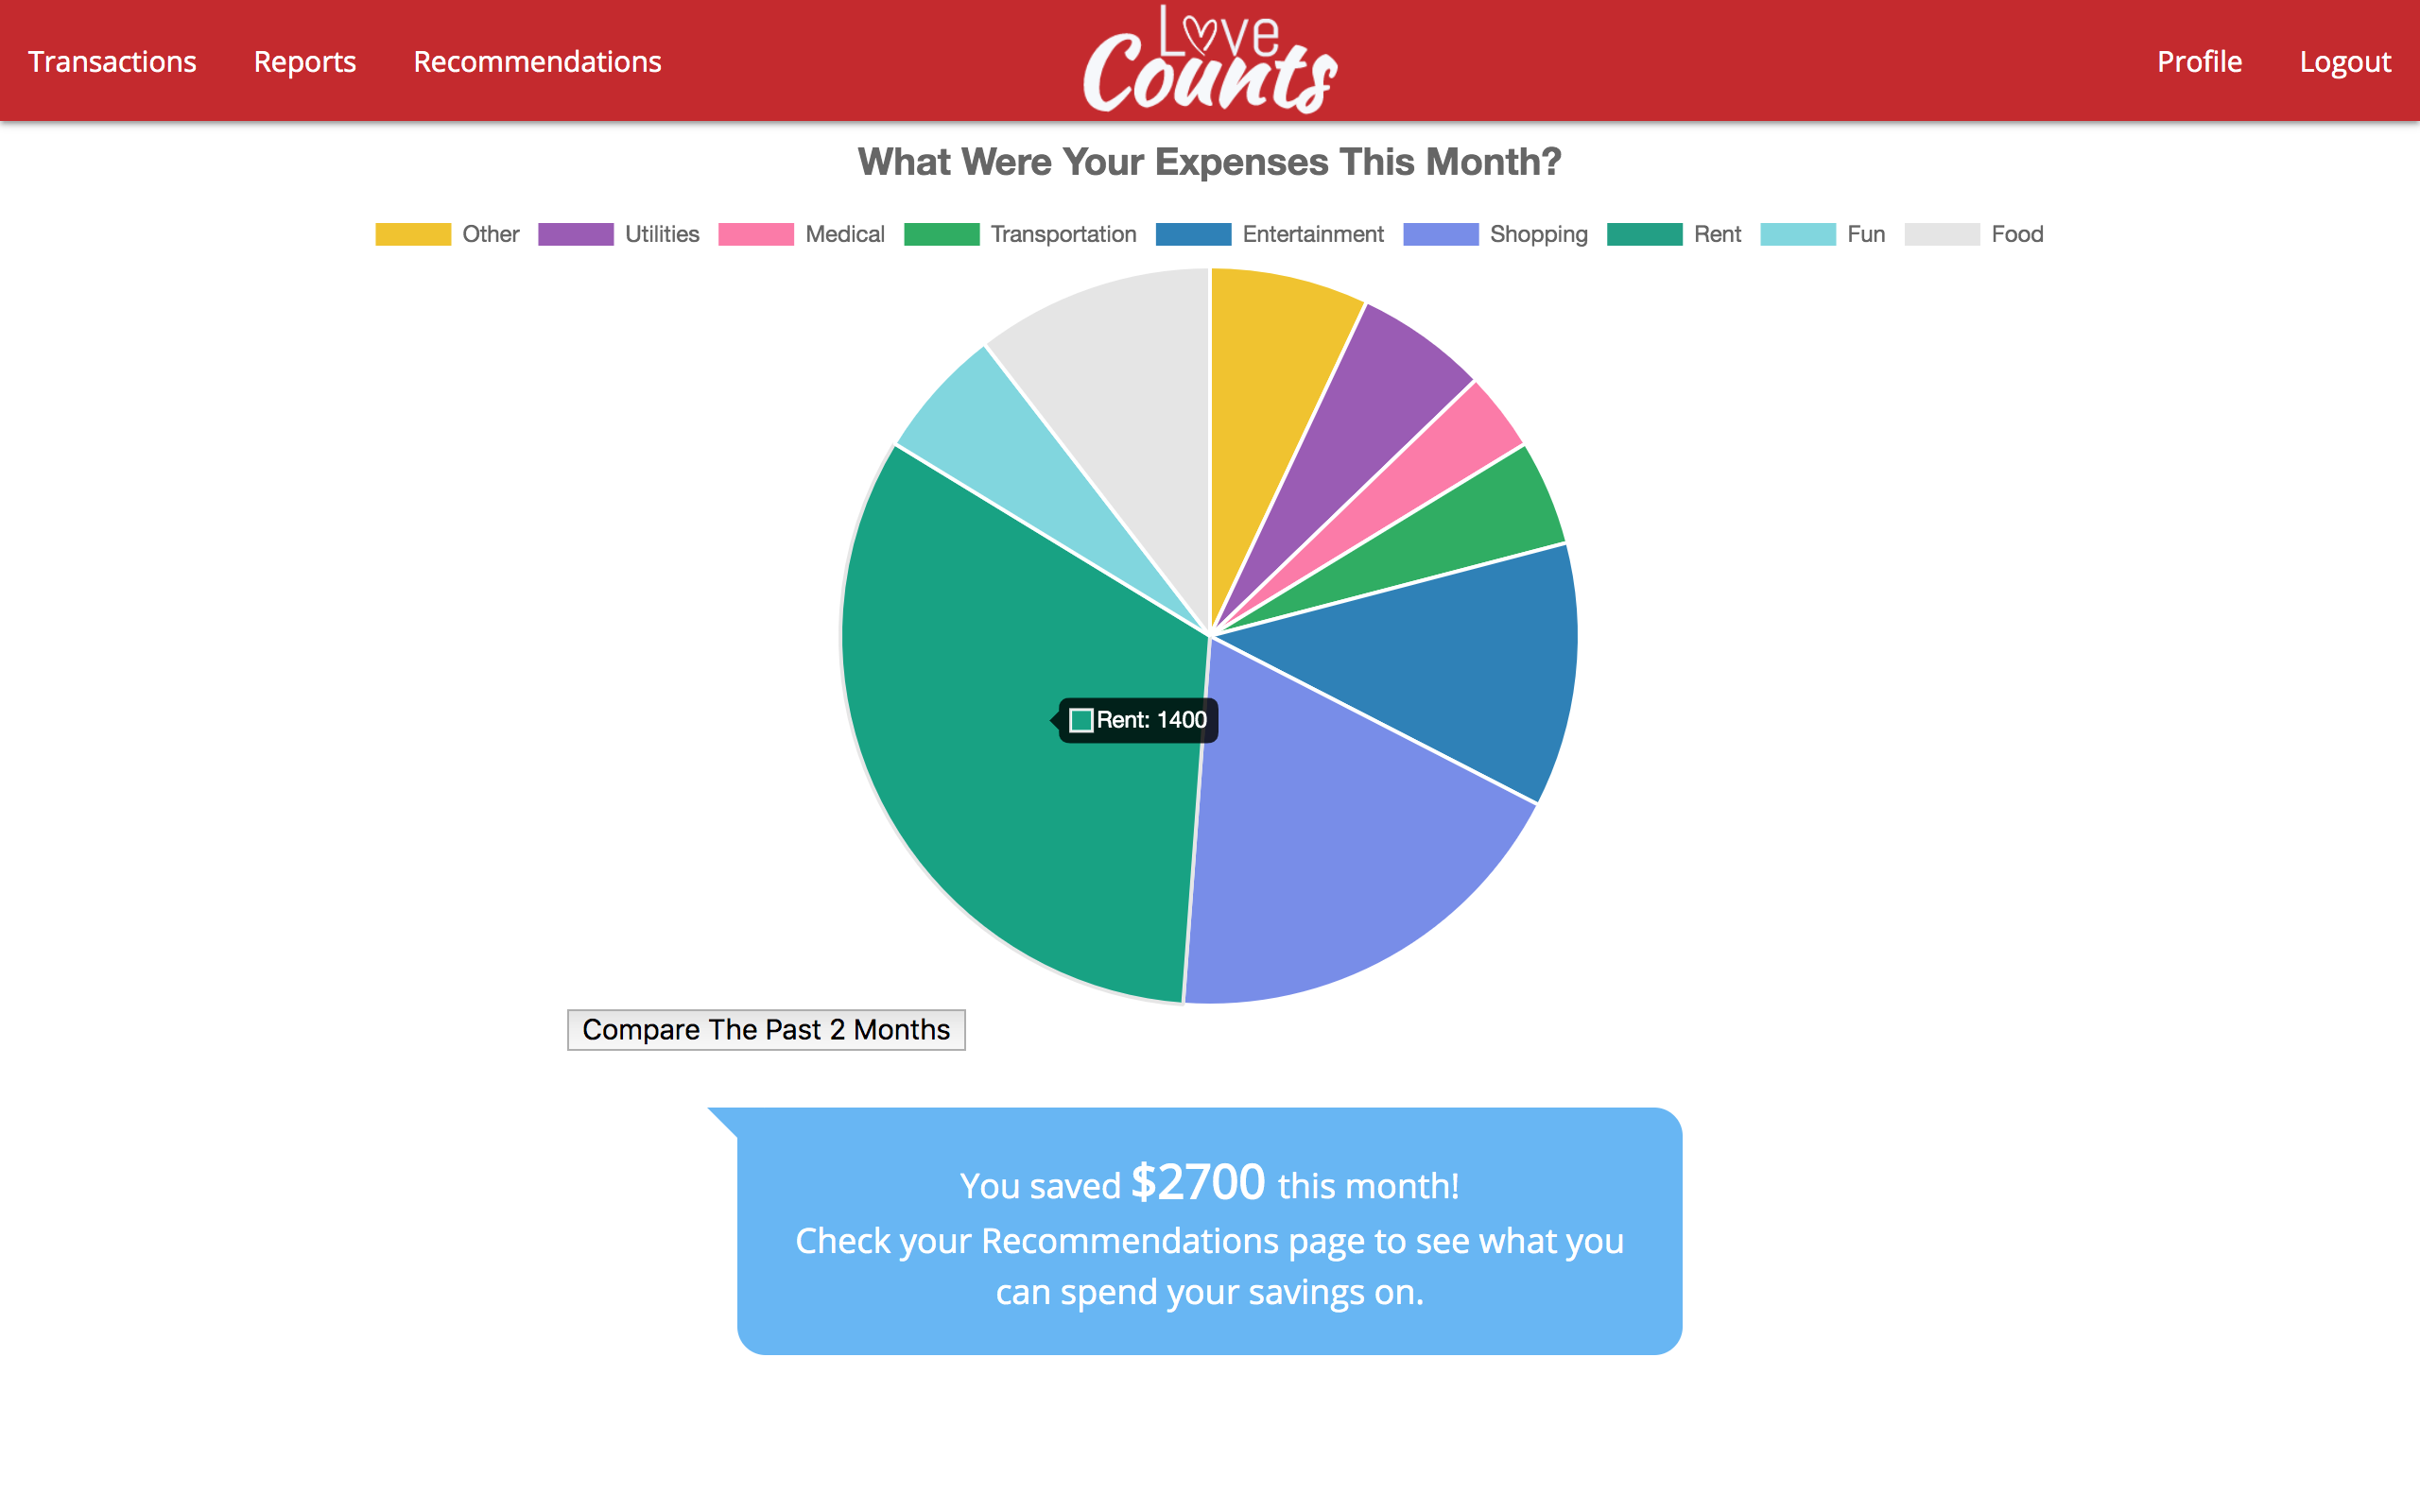 Transactions Reports Recommendations
Love
Counts
Profile Logout
What Were Your Expenses This Month?
Other Utilities Medical Transportation Entertainment Shopping Rent Fun Food
Rent: 1400
Compare The Past 2 Months
You saved $2700 this month!
Check your Recommendations page to see what you
can spend your savings on.